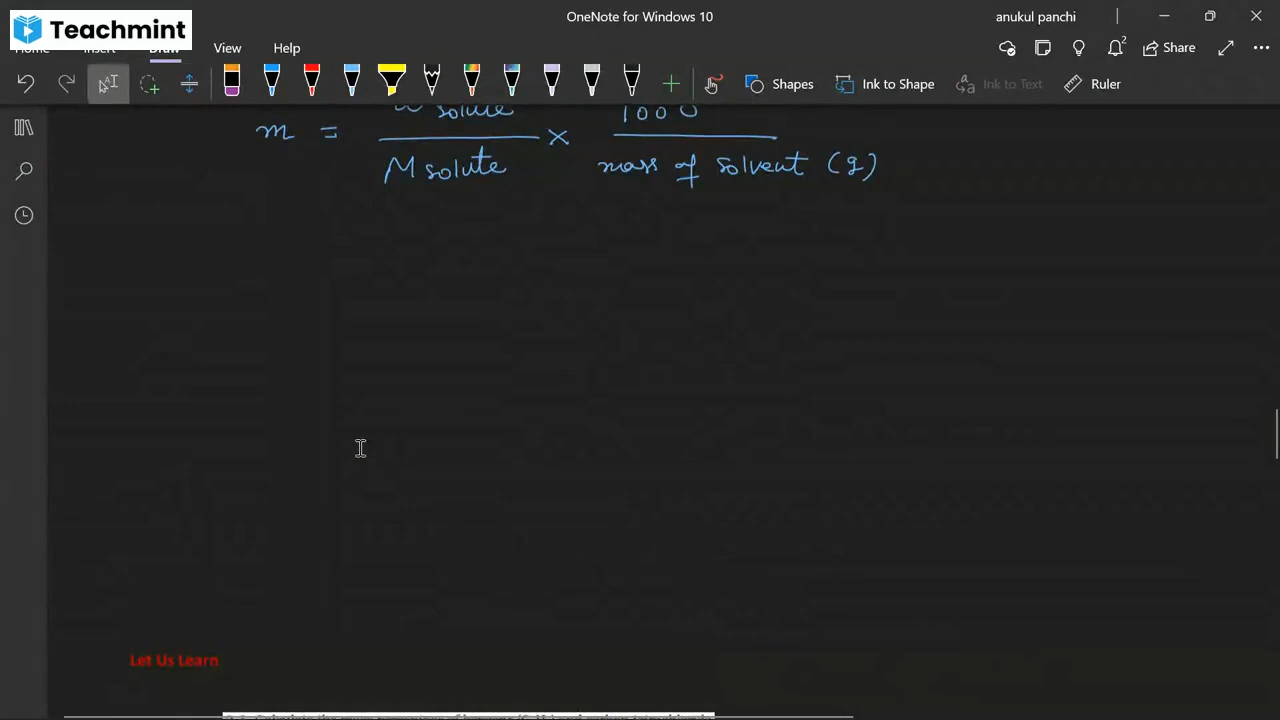 OneNote for Windows 10
anukul panchi
Teachmint
View Help
2
Share
Shapes
Ink to Shape
Ink to Text
Ruler
solute 1000
m = ——— × ———
M solute mass of solvent (g)
Let Us Learn